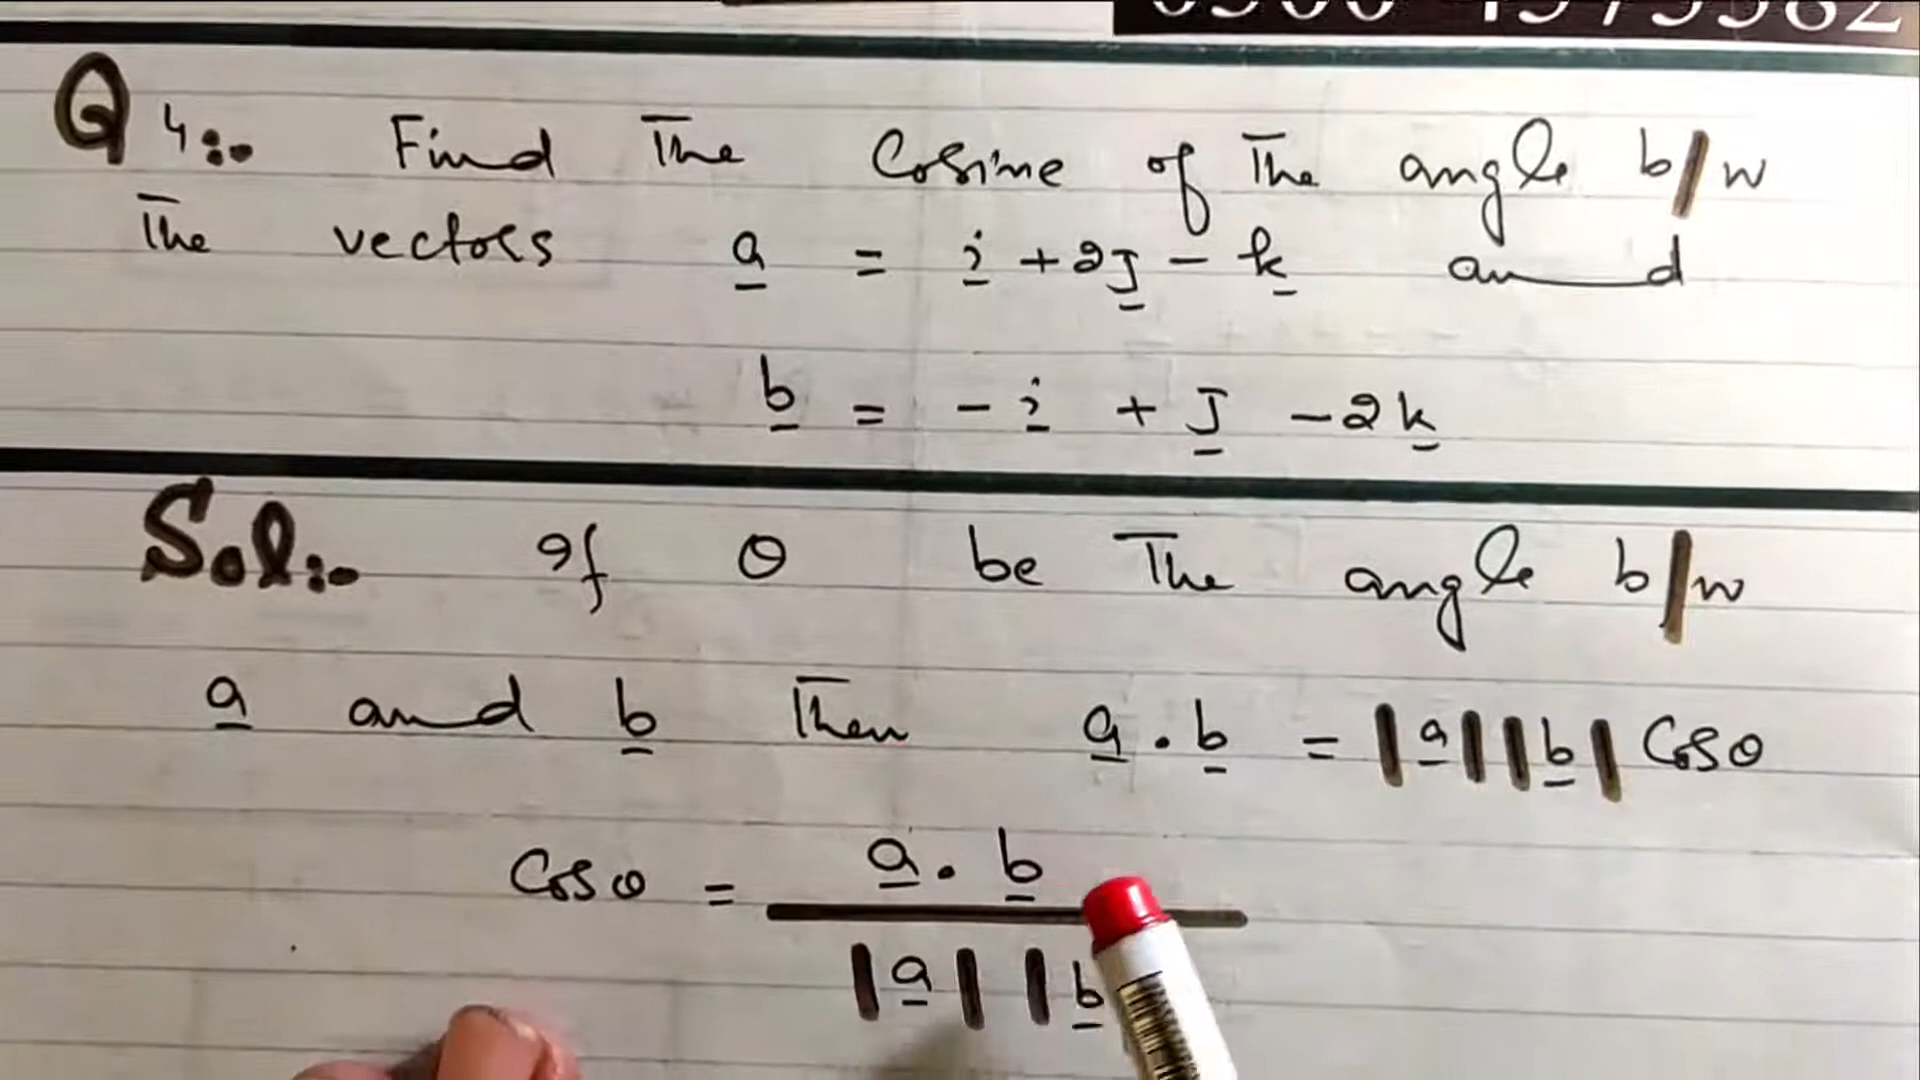 Q 4:- Find The Cosine of The angle b/w
The vectors a = i + 2j - k and
b = - i + j - 2k
Sol:- If θ be The angle b/w
a and b Then a . b = |a||b| Cosθ
Cosθ = a . b
|a| |b